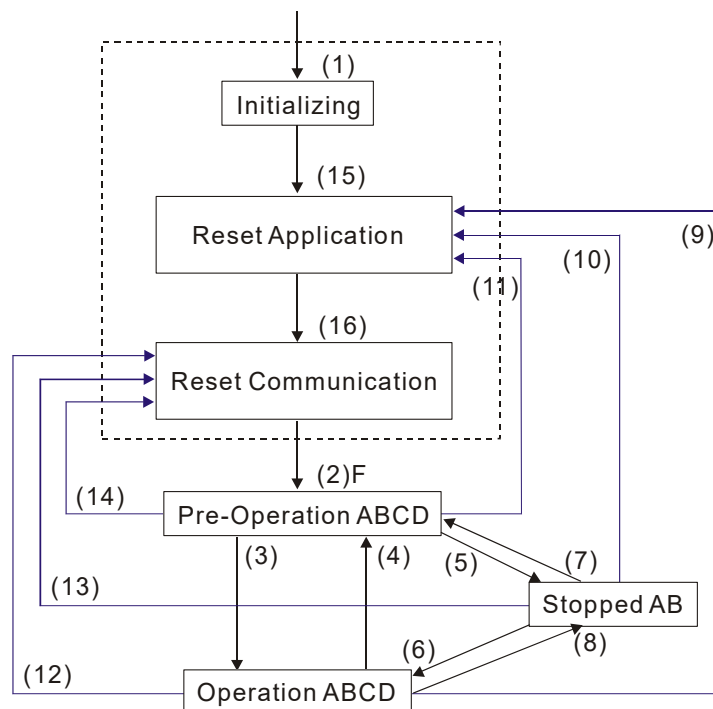 (1)
Initializing
(15)
Reset Application
(9)
(10)
(11)
(16)
Reset Communication
(2)F
(14)
Pre-Operation ABCD
(3)
(4)
(5)
(7)
(13)
Stopped AB
(6)
(8)
(12)
Operation ABCD